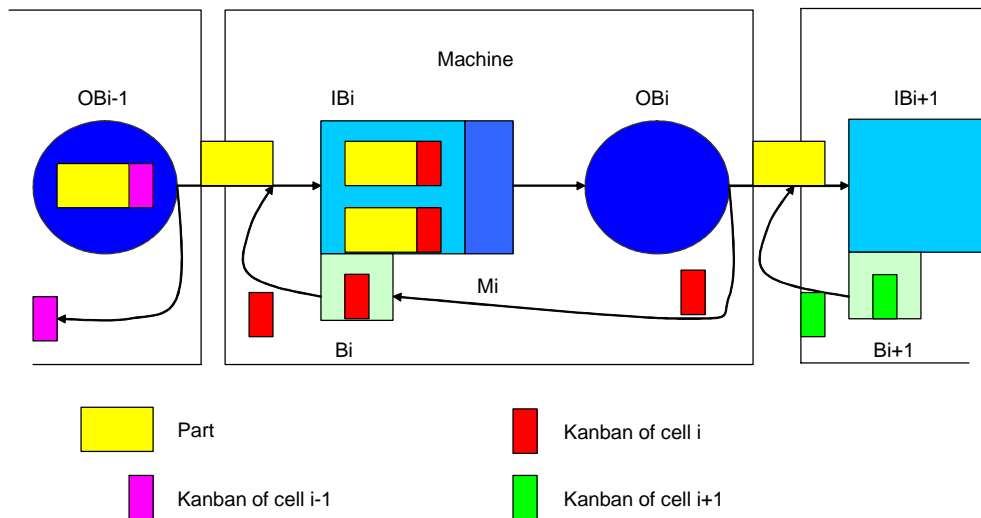 Machine
OBi-1
IBi
OBi
IBi+1
Mi
Bi
Bi+1
Part
Kanban of cell i
Kanban of cell i-1
Kanban of cell i+1